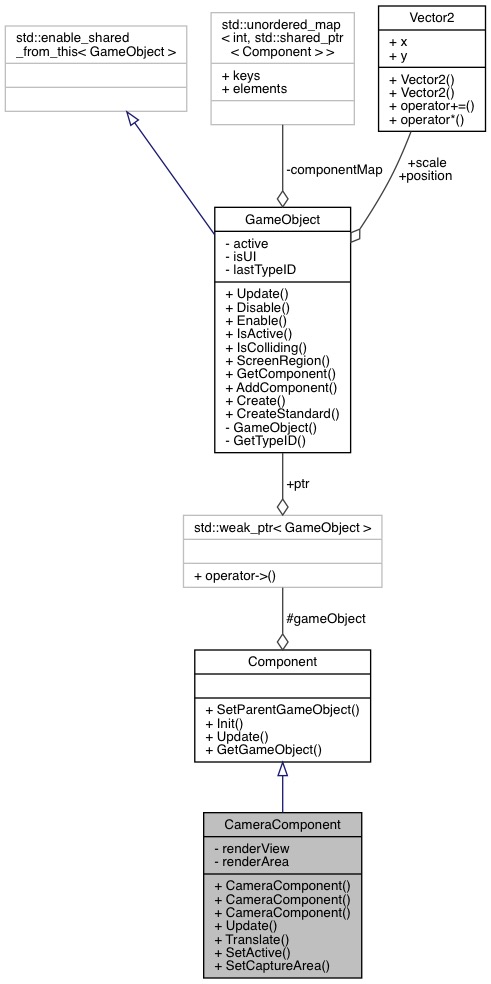 std::enable_shared
_from_this< GameObject >
std::unordered_map
< int, std::shared_ptr
< Component > >
+ keys
+ elements
Vector2
+ x
+ y
+ Vector2()
+ Vector2()
+ operator+=()
+ operator*()
-componentMap
+scale
+position
GameObject
- active
- isUI
- lastTypeID
+ Update()
+ Disable()
+ Enable()
+ IsActive()
+ IsColliding()
+ ScreenRegion()
+ GetComponent()
+ AddComponent()
+ Create()
+ CreateStandard()
- GameObject()
- GetTypeID()
+ptr
std::weak_ptr< GameObject >
+ operator->()
#gameObject
Component
+ SetParentGameObject()
+ Init()
+ Update()
+ GetGameObject()
CameraComponent
- renderView
- renderArea
+ CameraComponent()
+ CameraComponent()
+ CameraComponent()
+ Update()
+ Translate()
+ SetActive()
+ SetCaptureArea()